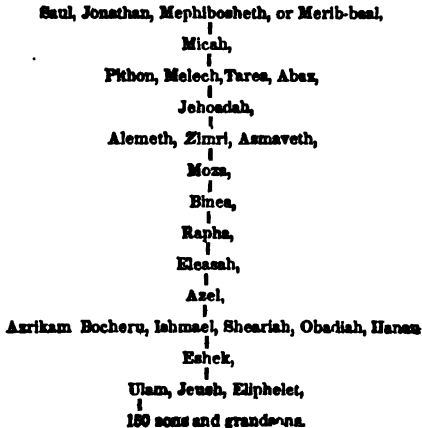 Saul, Jonathan, Mephibosheth, or Merib-baal,
Micah,
Pithon, Melech, Tarea, Ahaz,
Jehoadah,
Alemeth, Zimri, Asmaveth,
Moza,
Binea,
Rapha,
Eleasah,
Azel,
Azrikam Bocheru, Ishmael, Sheariah, Obadiah, Hanan
Eshek,
Ulam, Jeush, Eliphelet,
150 sons and grandsons.